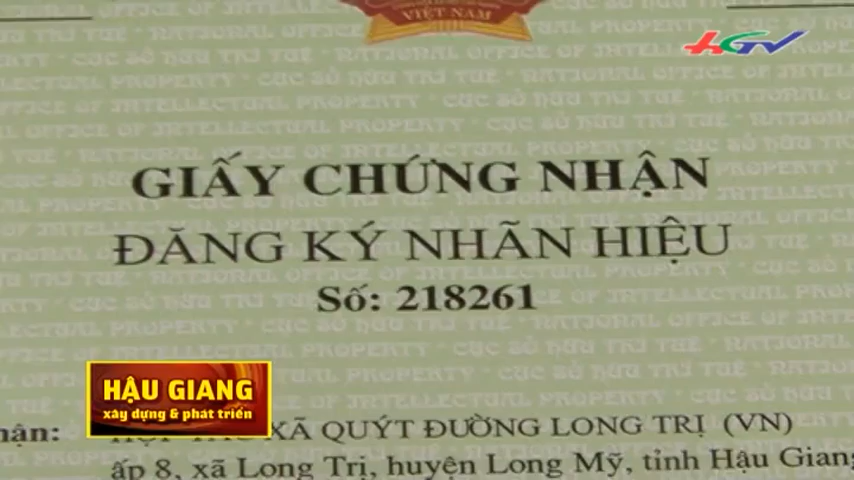 VIỆT NAM
HGTV
GIẤY CHỨNG NHẬN
ĐĂNG KÝ NHÃN HIỆU
Số: 218261
HẬU GIANG
xây dựng & phát triển
XÃ QUÝT ĐƯỜNG LONG TRỊ (VN)
ấp 8, xã Long Trị, huyện Long Mỹ, tỉnh Hậu Giang